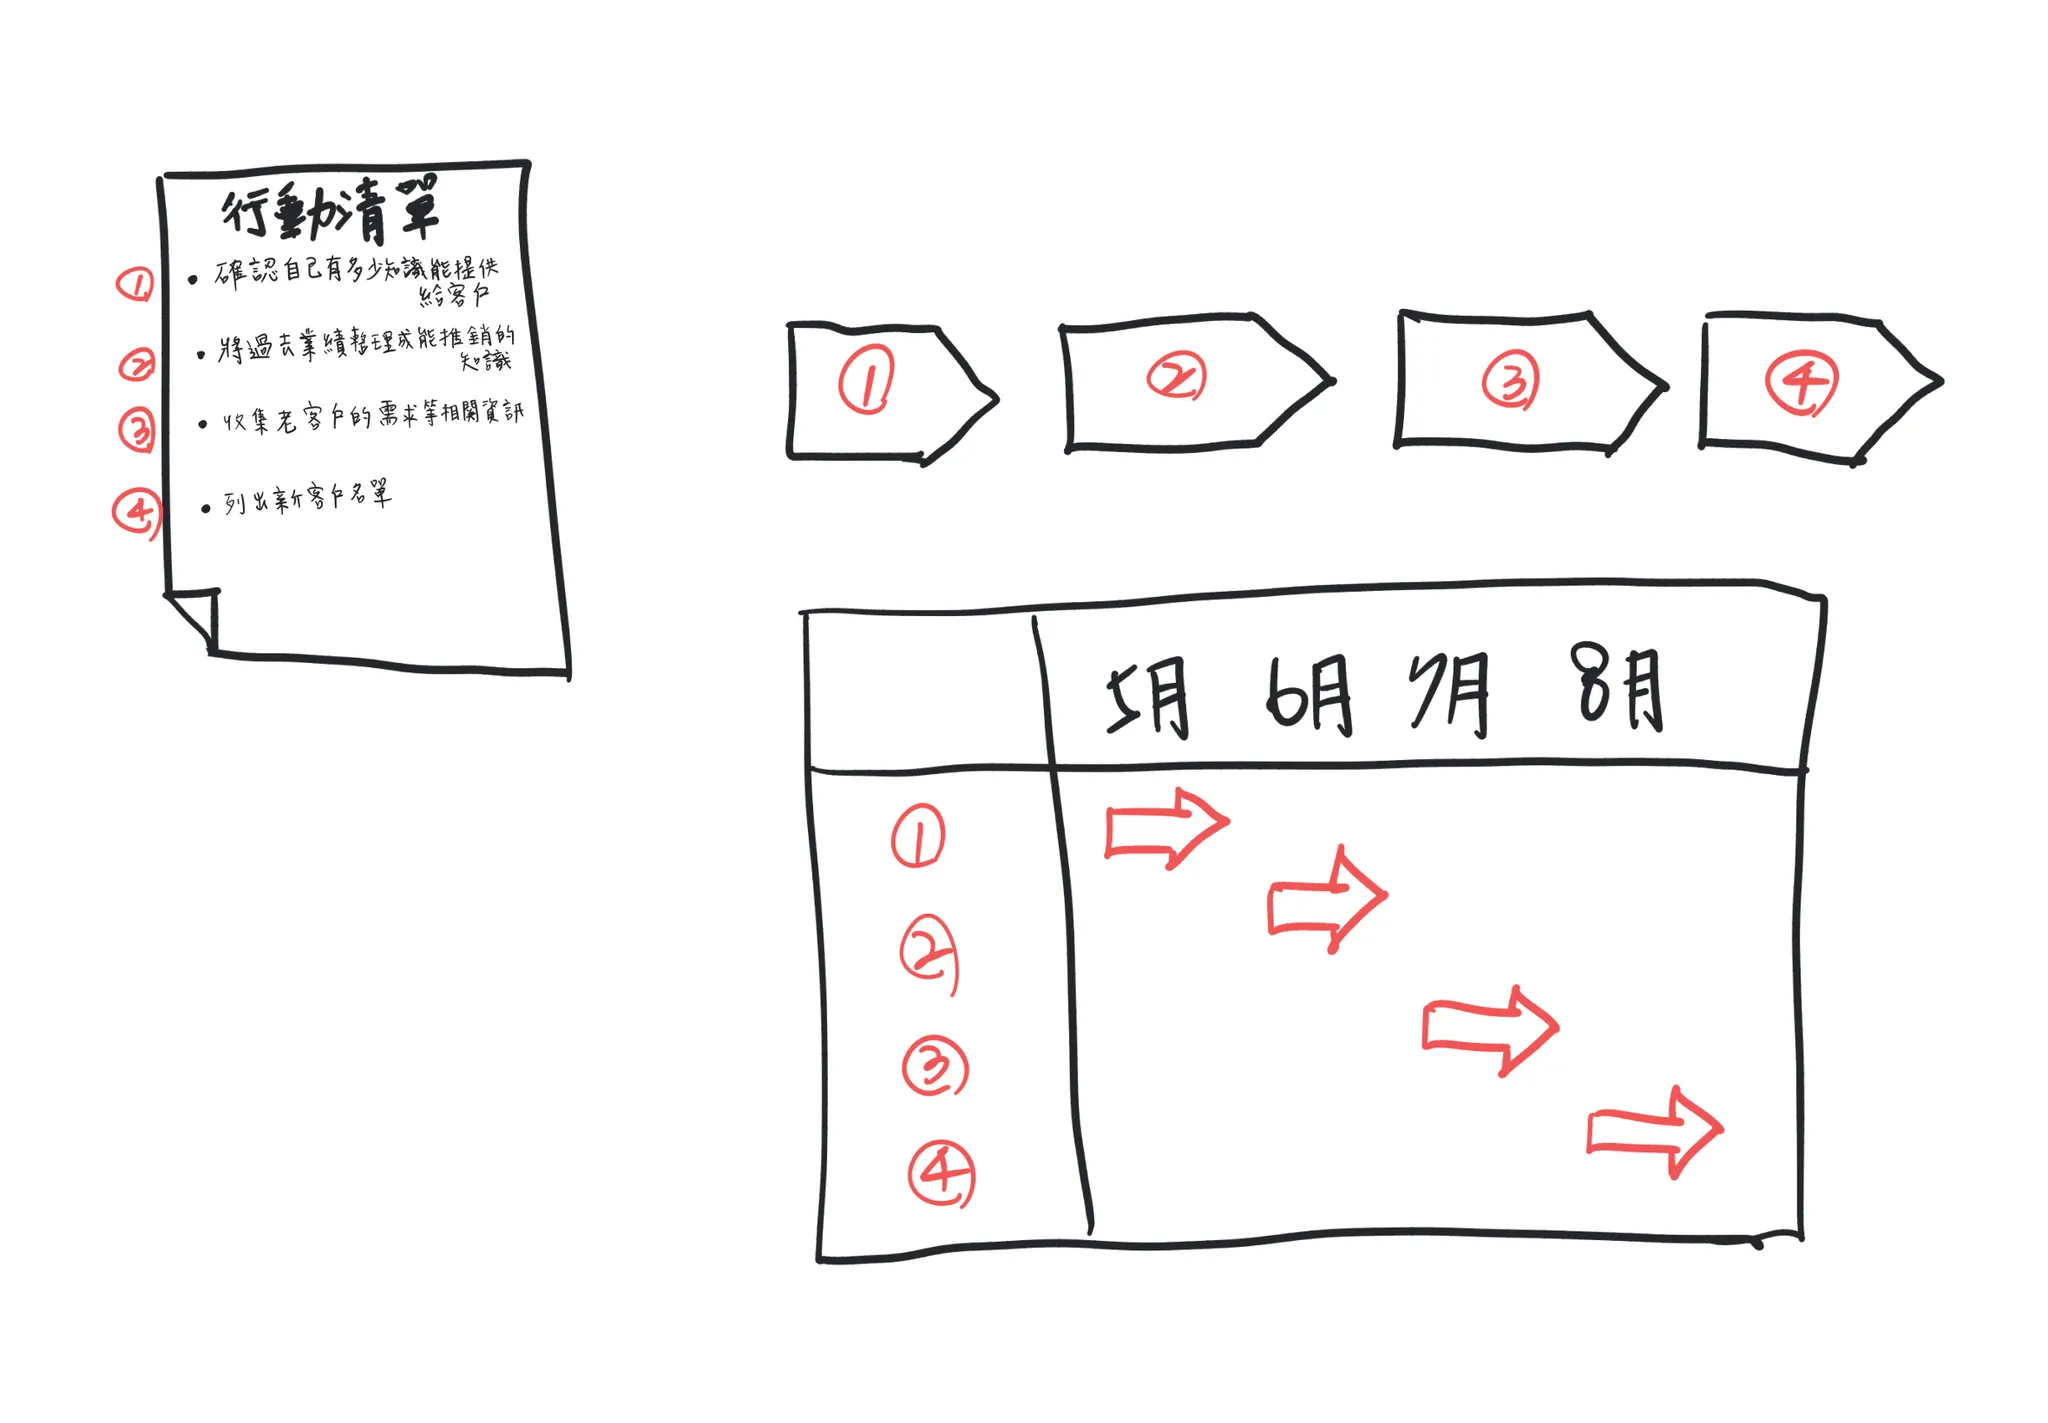 行動清單
① • 確認自己有多少知識能提供
給客戶
② • 將過去業績整理成能推銷的
知識
③ • 收集老客戶的需求等相關資訊
④ • 列出新客戶名單
① ② ③ ④
5月 6月 7月 8月
①
②
③
④